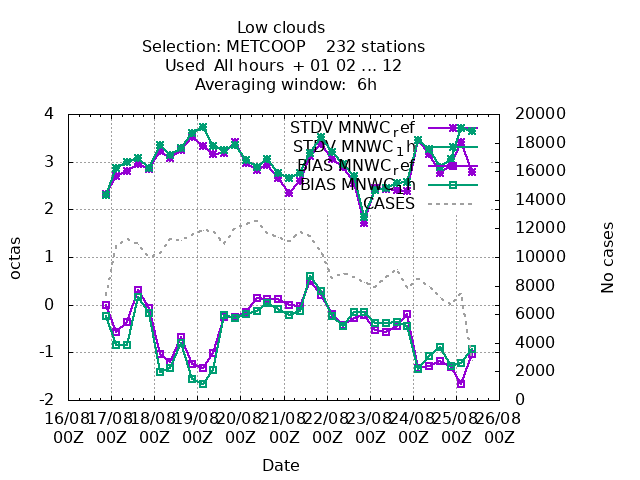 Low clouds
Selection: METCOOP    232 stations
Used  All hours  + 01 02 ... 12
Averaging window:  6h
STDV MNWC_ref
STDV MNWC_1h
BIAS MNWC_ref
BIAS MNWC_1h
CASES
4
3
2
1
0
-1
-2
octas
20000
18000
16000
14000
12000
10000
8000
6000
4000
2000
0
No cases
16/08 17/08 18/08 19/08 20/08 21/08 22/08 23/08 24/08 25/08 26/08
00Z 00Z 00Z 00Z 00Z 00Z 00Z 00Z 00Z 00Z 00Z
Date